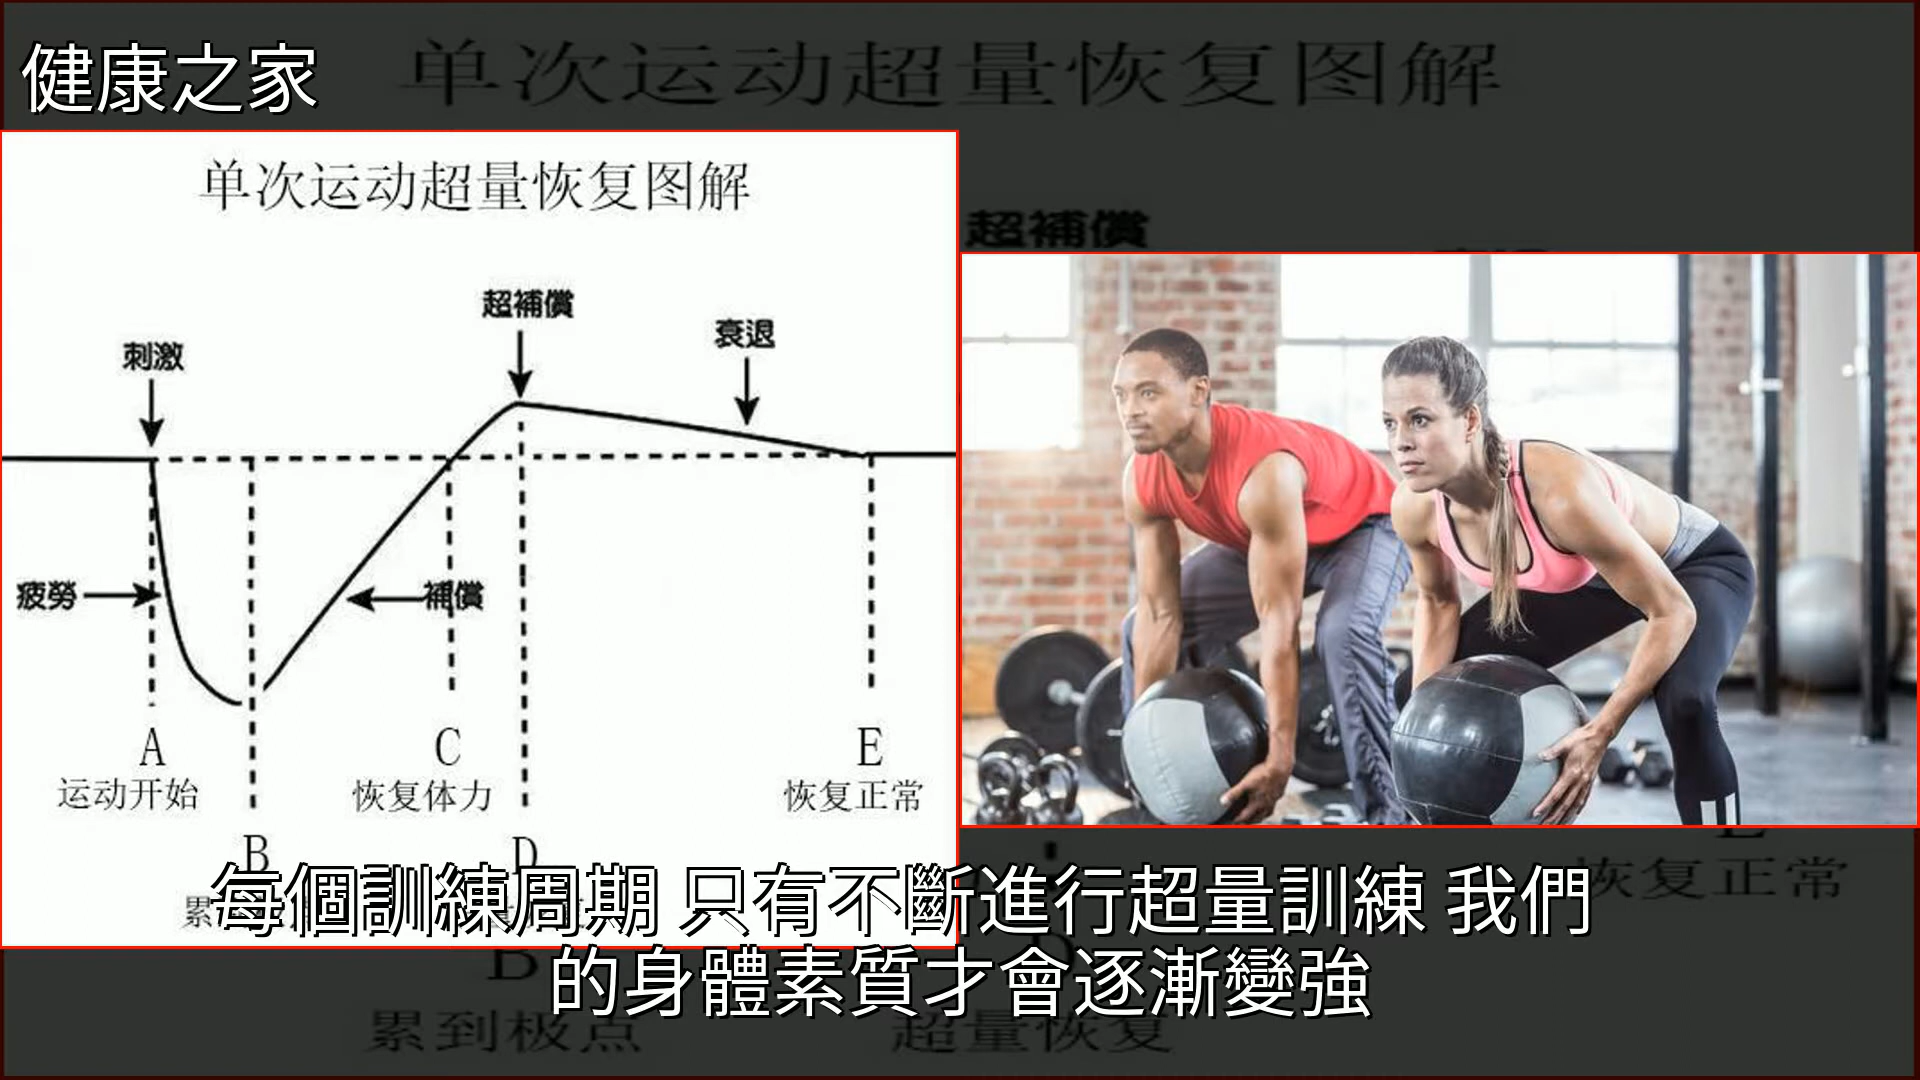 健康之家
单次运动超量恢复图解
单次运动超量恢复图解
超補償
超補償
衰退
刺激
疲勞
補償
A
C
E
运动开始
恢复体力
恢复正常
B
D
每個訓練周期 只有不斷進行超量訓練 我們
的身體素質才會逐漸變強
恢复正常
累到极点
超量恢复